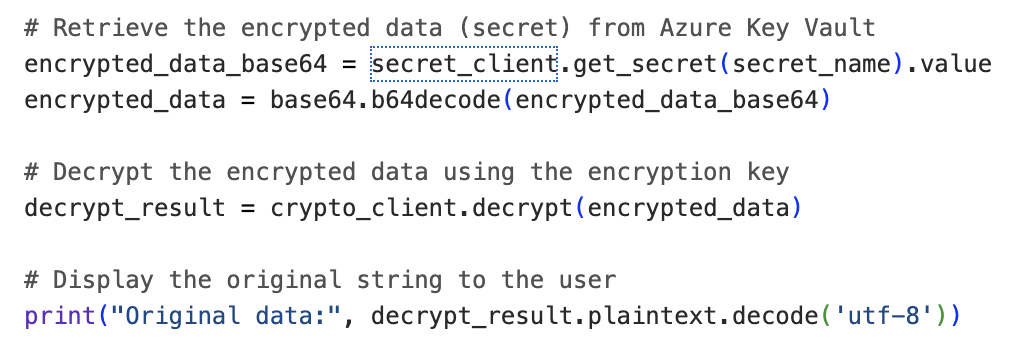 # Retrieve the encrypted data (secret) from Azure Key Vault
encrypted_data_base64 = secret_client.get_secret(secret_name).value
encrypted_data = base64.b64decode(encrypted_data_base64)
# Decrypt the encrypted data using the encryption key
decrypt_result = crypto_client.decrypt(encrypted_data)
# Display the original string to the user
print("Original data:", decrypt_result.plaintext.decode('utf-8'))